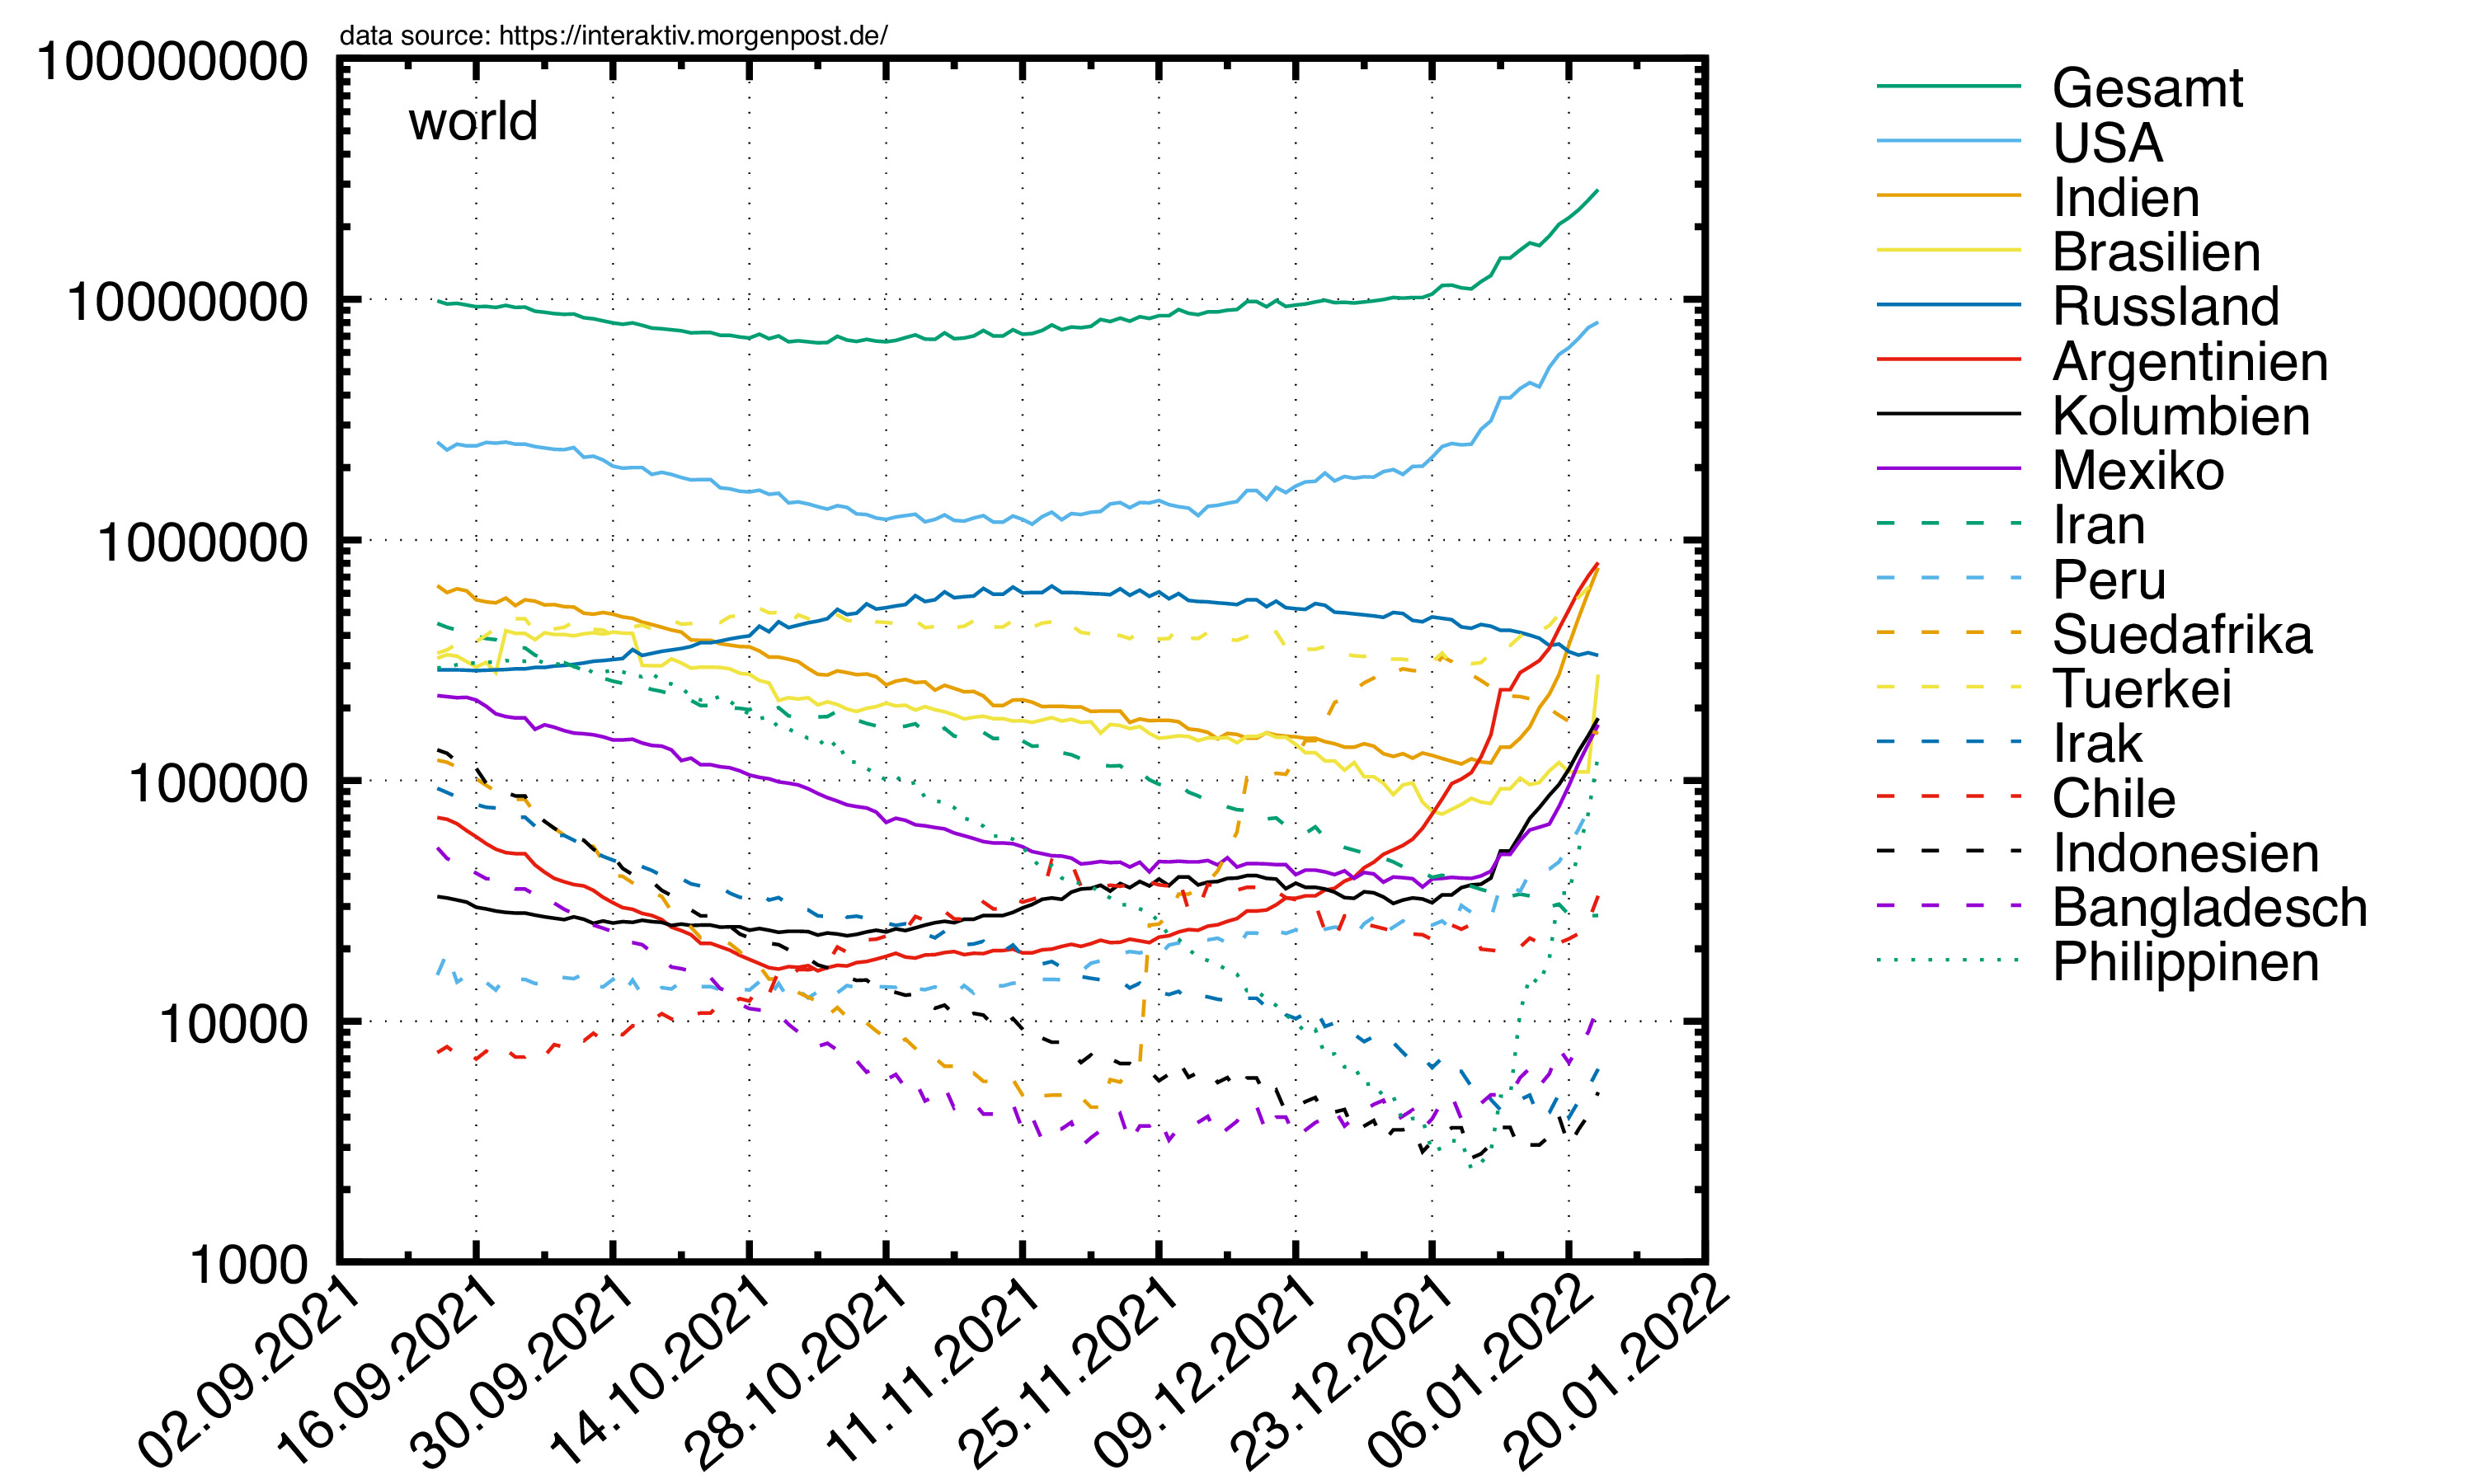 data source: https://interaktiv.morgenpost.de/
world
100000000
10000000
1000000
100000
10000
1000
02.09.2021
16.09.2021
30.09.2021
14.10.2021
28.10.2021
11.11.2021
25.11.2021
09.12.2021
23.12.2021
06.01.2022
20.01.2022
Gesamt
USA
Indien
Brasilien
Russland
Argentinien
Kolumbien
Mexiko
Iran
Peru
Suedafrika
Tuerkei
Irak
Chile
Indonesien
Bangladesch
Philippinen